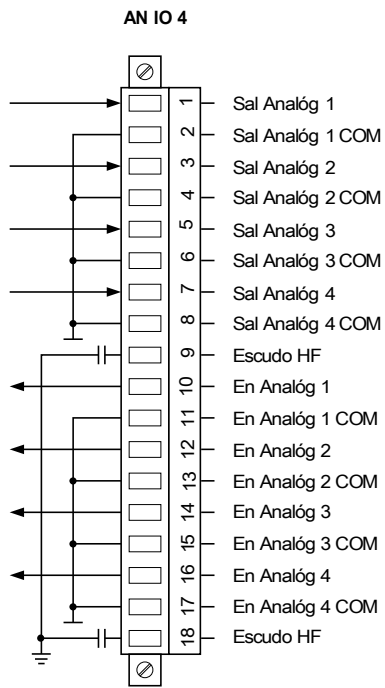 AN IO 4
1 Sal Analóg 1
2 Sal Analóg 1 COM
3 Sal Analóg 2
4 Sal Analóg 2 COM
5 Sal Analóg 3
6 Sal Analóg 3 COM
7 Sal Analóg 4
8 Sal Analóg 4 COM
9 Escudo HF
10 En Analóg 1
11 En Analóg 1 COM
12 En Analóg 2
13 En Analóg 2 COM
14 En Analóg 3
15 En Analóg 3 COM
16 En Analóg 4
17 En Analóg 4 COM
18 Escudo HF